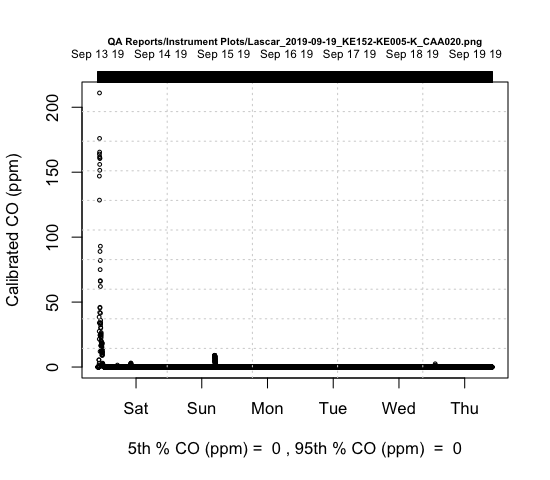 QA Reports/Instrument Plots/Lascar_2019-09-19_KE152-KE005-K_CAA020.png
Sep 13 19 Sep 14 19 Sep 15 19 Sep 16 19 Sep 17 19 Sep 18 19 Sep 19 19
Calibrated CO (ppm)
200
150
100
50
0
Sat Sun Mon Tue Wed Thu
5th % CO (ppm) = 0 , 95th % CO (ppm) = 0